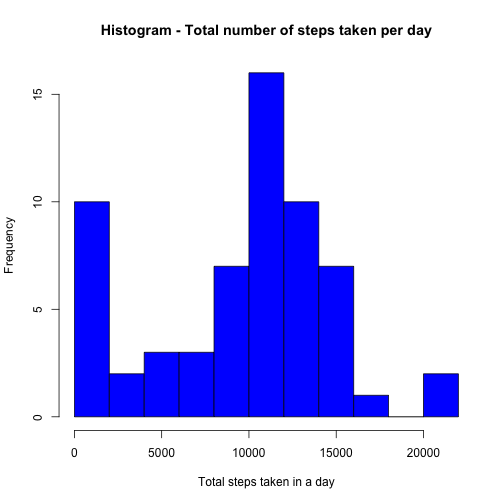 Histogram - Total number of steps taken per day
Frequency
15
10
5
0
0 5000 10000 15000 20000
Total steps taken in a day